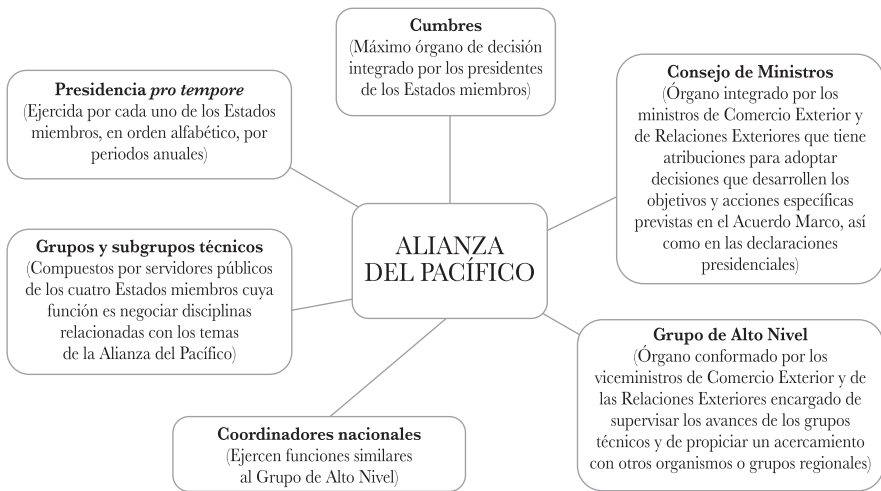 Cumbres
(Máximo órgano de decisión
integrado por los presidentes
de los Estados miembros)
Presidencia pro tempore
(Ejercida por cada uno de los Estados
miembros, en orden alfabético, por
periodos anuales)
Consejo de Ministros
(Órgano integrado por los
ministros de Comercio Exterior y
de Relaciones Exteriores que tiene
atribuciones para adoptar
decisiones que desarrollen los
objetivos y acciones específicas
previstas en el Acuerdo Marco, así
como en las declaraciones
presidenciales)
ALIANZA
DEL PACÍFICO
Grupos y subgrupos técnicos
(Compuestos por servidores públicos
de los cuatro Estados miembros cuya
función es negociar disciplinas
relacionadas con los temas
de la Alianza del Pacífico)
Grupo de Alto Nivel
(Órgano conformado por los
viceministros de Comercio Exterior y de
las Relaciones Exteriores encargado de
supervisar los avances de los grupos
técnicos y de propiciar un acercamiento
con otros organismos o grupos regionales)
Coordinadores nacionales
(Ejercen funciones similares
al Grupo de Alto Nivel)